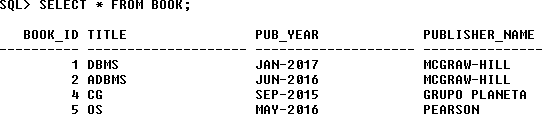 SQL> SELECT * FROM BOOK;
BOOK_ID TITLE PUB_YEAR PUBLISHER_NAME
---------- -------------------- -------------------- --------------------
1 DBMS JAN-2017 MCGRAW-HILL
2 ADBMS JUN-2016 MCGRAW-HILL
4 CG SEP-2015 GRUPO PLANETA
5 OS MAY-2016 PEARSON